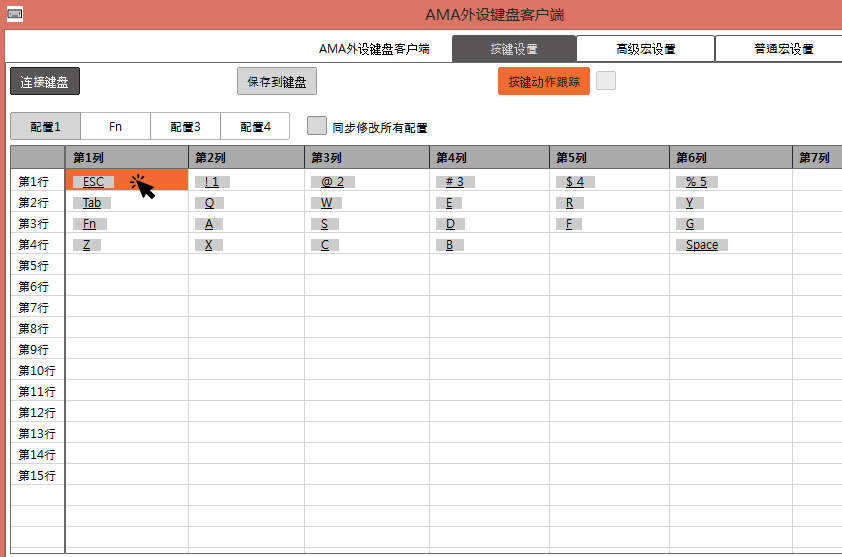 AMA外设键盘客户端
AMA外设键盘客户端 按键设置 高级宏设置 普通宏设置
连接键盘 保存到键盘 按键动作跟踪
配置1 Fn 配置3 配置4 同步修改所有配置
第1列 第2列 第3列 第4列 第5列 第6列 第7列
第1行 ESC ! 1 @ 2 # 3 $ 4 % 5
第2行 Tab Q W E R Y
第3行 Fn A S D F G
第4行 Z X C B Space
第5行
第6行
第7行
第8行
第9行
第10行
第11行
第12行
第13行
第14行
第15行